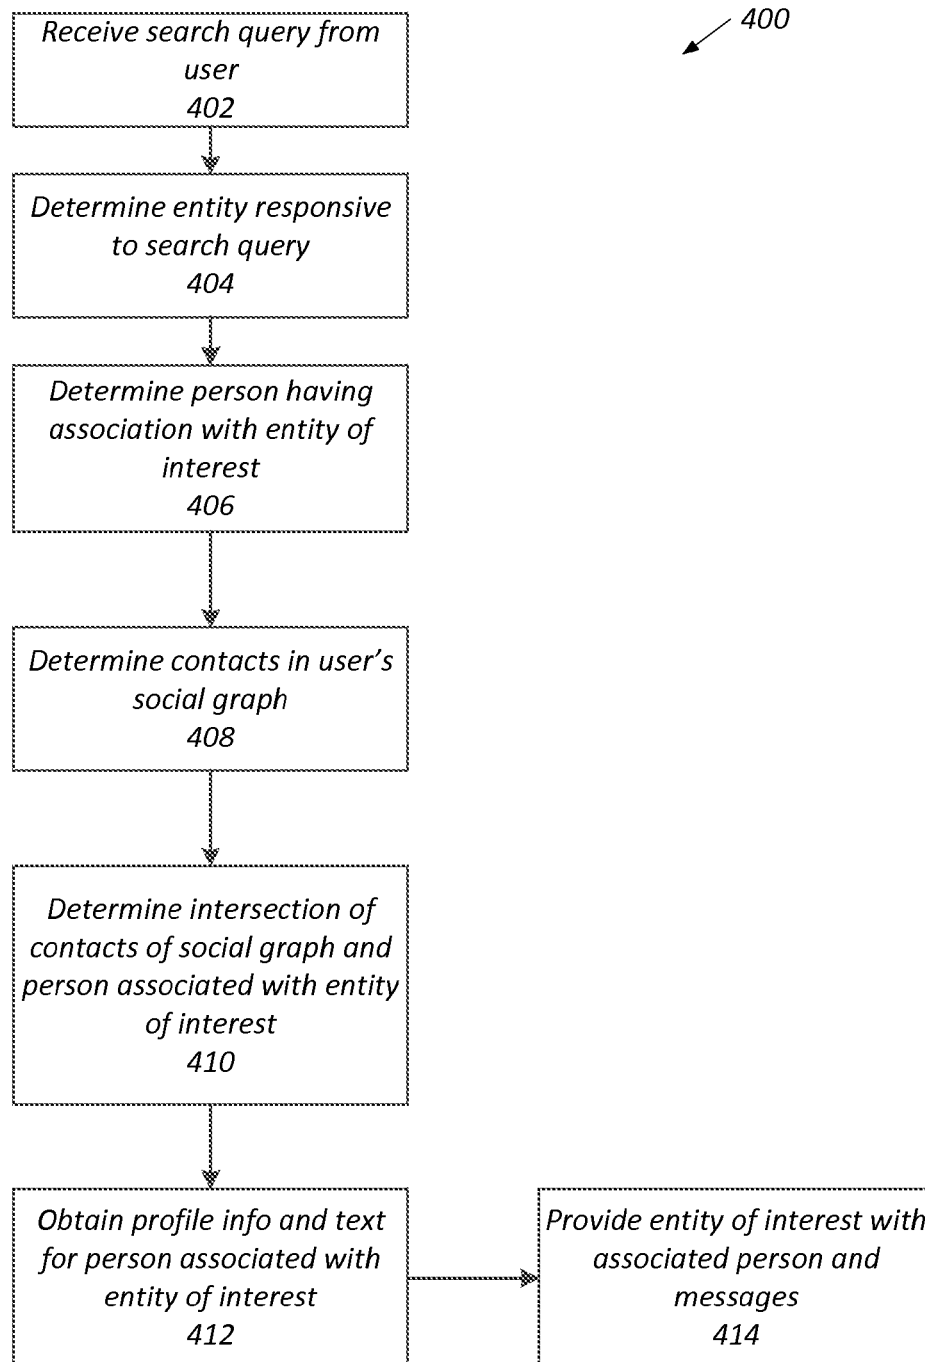 400
Receive search query from
user
402
Determine entity responsive
to search query
404
Determine person having
association with entity of
interest
406
Determine contacts in user's
social graph
408
Determine intersection of
contacts of social graph and
person associated with entity
of interest
410
Obtain profile info and text
for person associated with
entity of interest
412
Provide entity of interest with
associated person and
messages
414